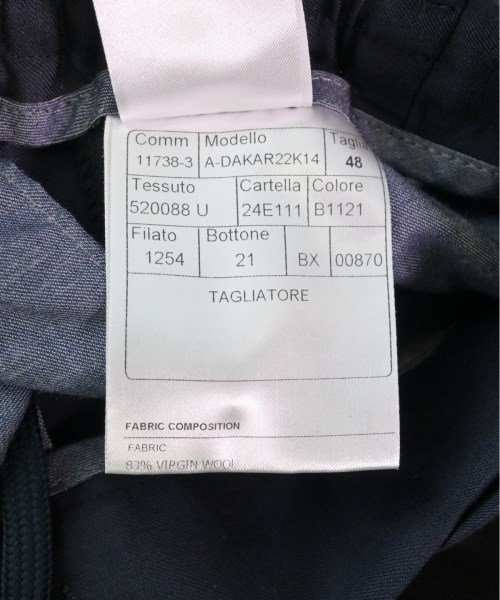 Comm Modello Taglia
11738-3 A-DAKAR22K14 48
Tessuto Cartella Colore
520088 U 24E111 B1121
Filato Bottone
1254 21 BX 00870
TAGLIATORE
FABRIC COMPOSITION
FABRIC
83% VIRGIN WOOL